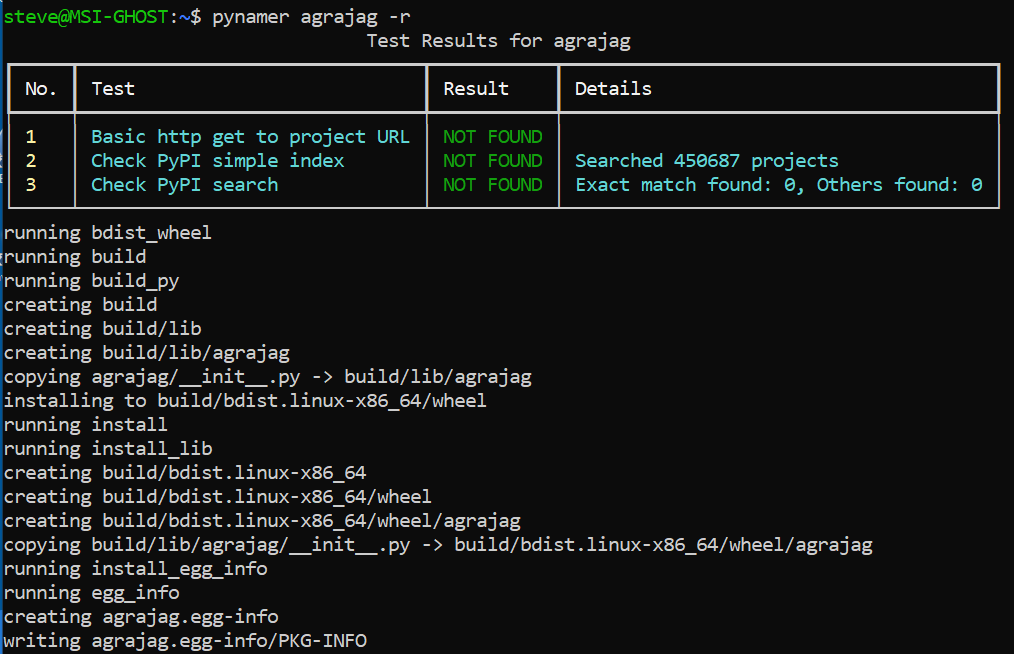 steve@MSI-GHOST:~$ pynamer agrajag -r
Test Results for agrajag
No. Test Result Details
1 Basic http get to project URL NOT FOUND
2 Check PyPI simple index NOT FOUND Searched 450687 projects
3 Check PyPI search NOT FOUND Exact match found: 0, Others found: 0
running bdist_wheel
running build
running build_py
creating build
creating build/lib
creating build/lib/agrajag
copying agrajag/__init__.py -> build/lib/agrajag
installing to build/bdist.linux-x86_64/wheel
running install
running install_lib
creating build/bdist.linux-x86_64
creating build/bdist.linux-x86_64/wheel
creating build/bdist.linux-x86_64/wheel/agrajag
copying build/lib/agrajag/__init__.py -> build/bdist.linux-x86_64/wheel/agrajag
running install_egg_info
running egg_info
creating agrajag.egg-info
writing agrajag.egg-info/PKG-INFO